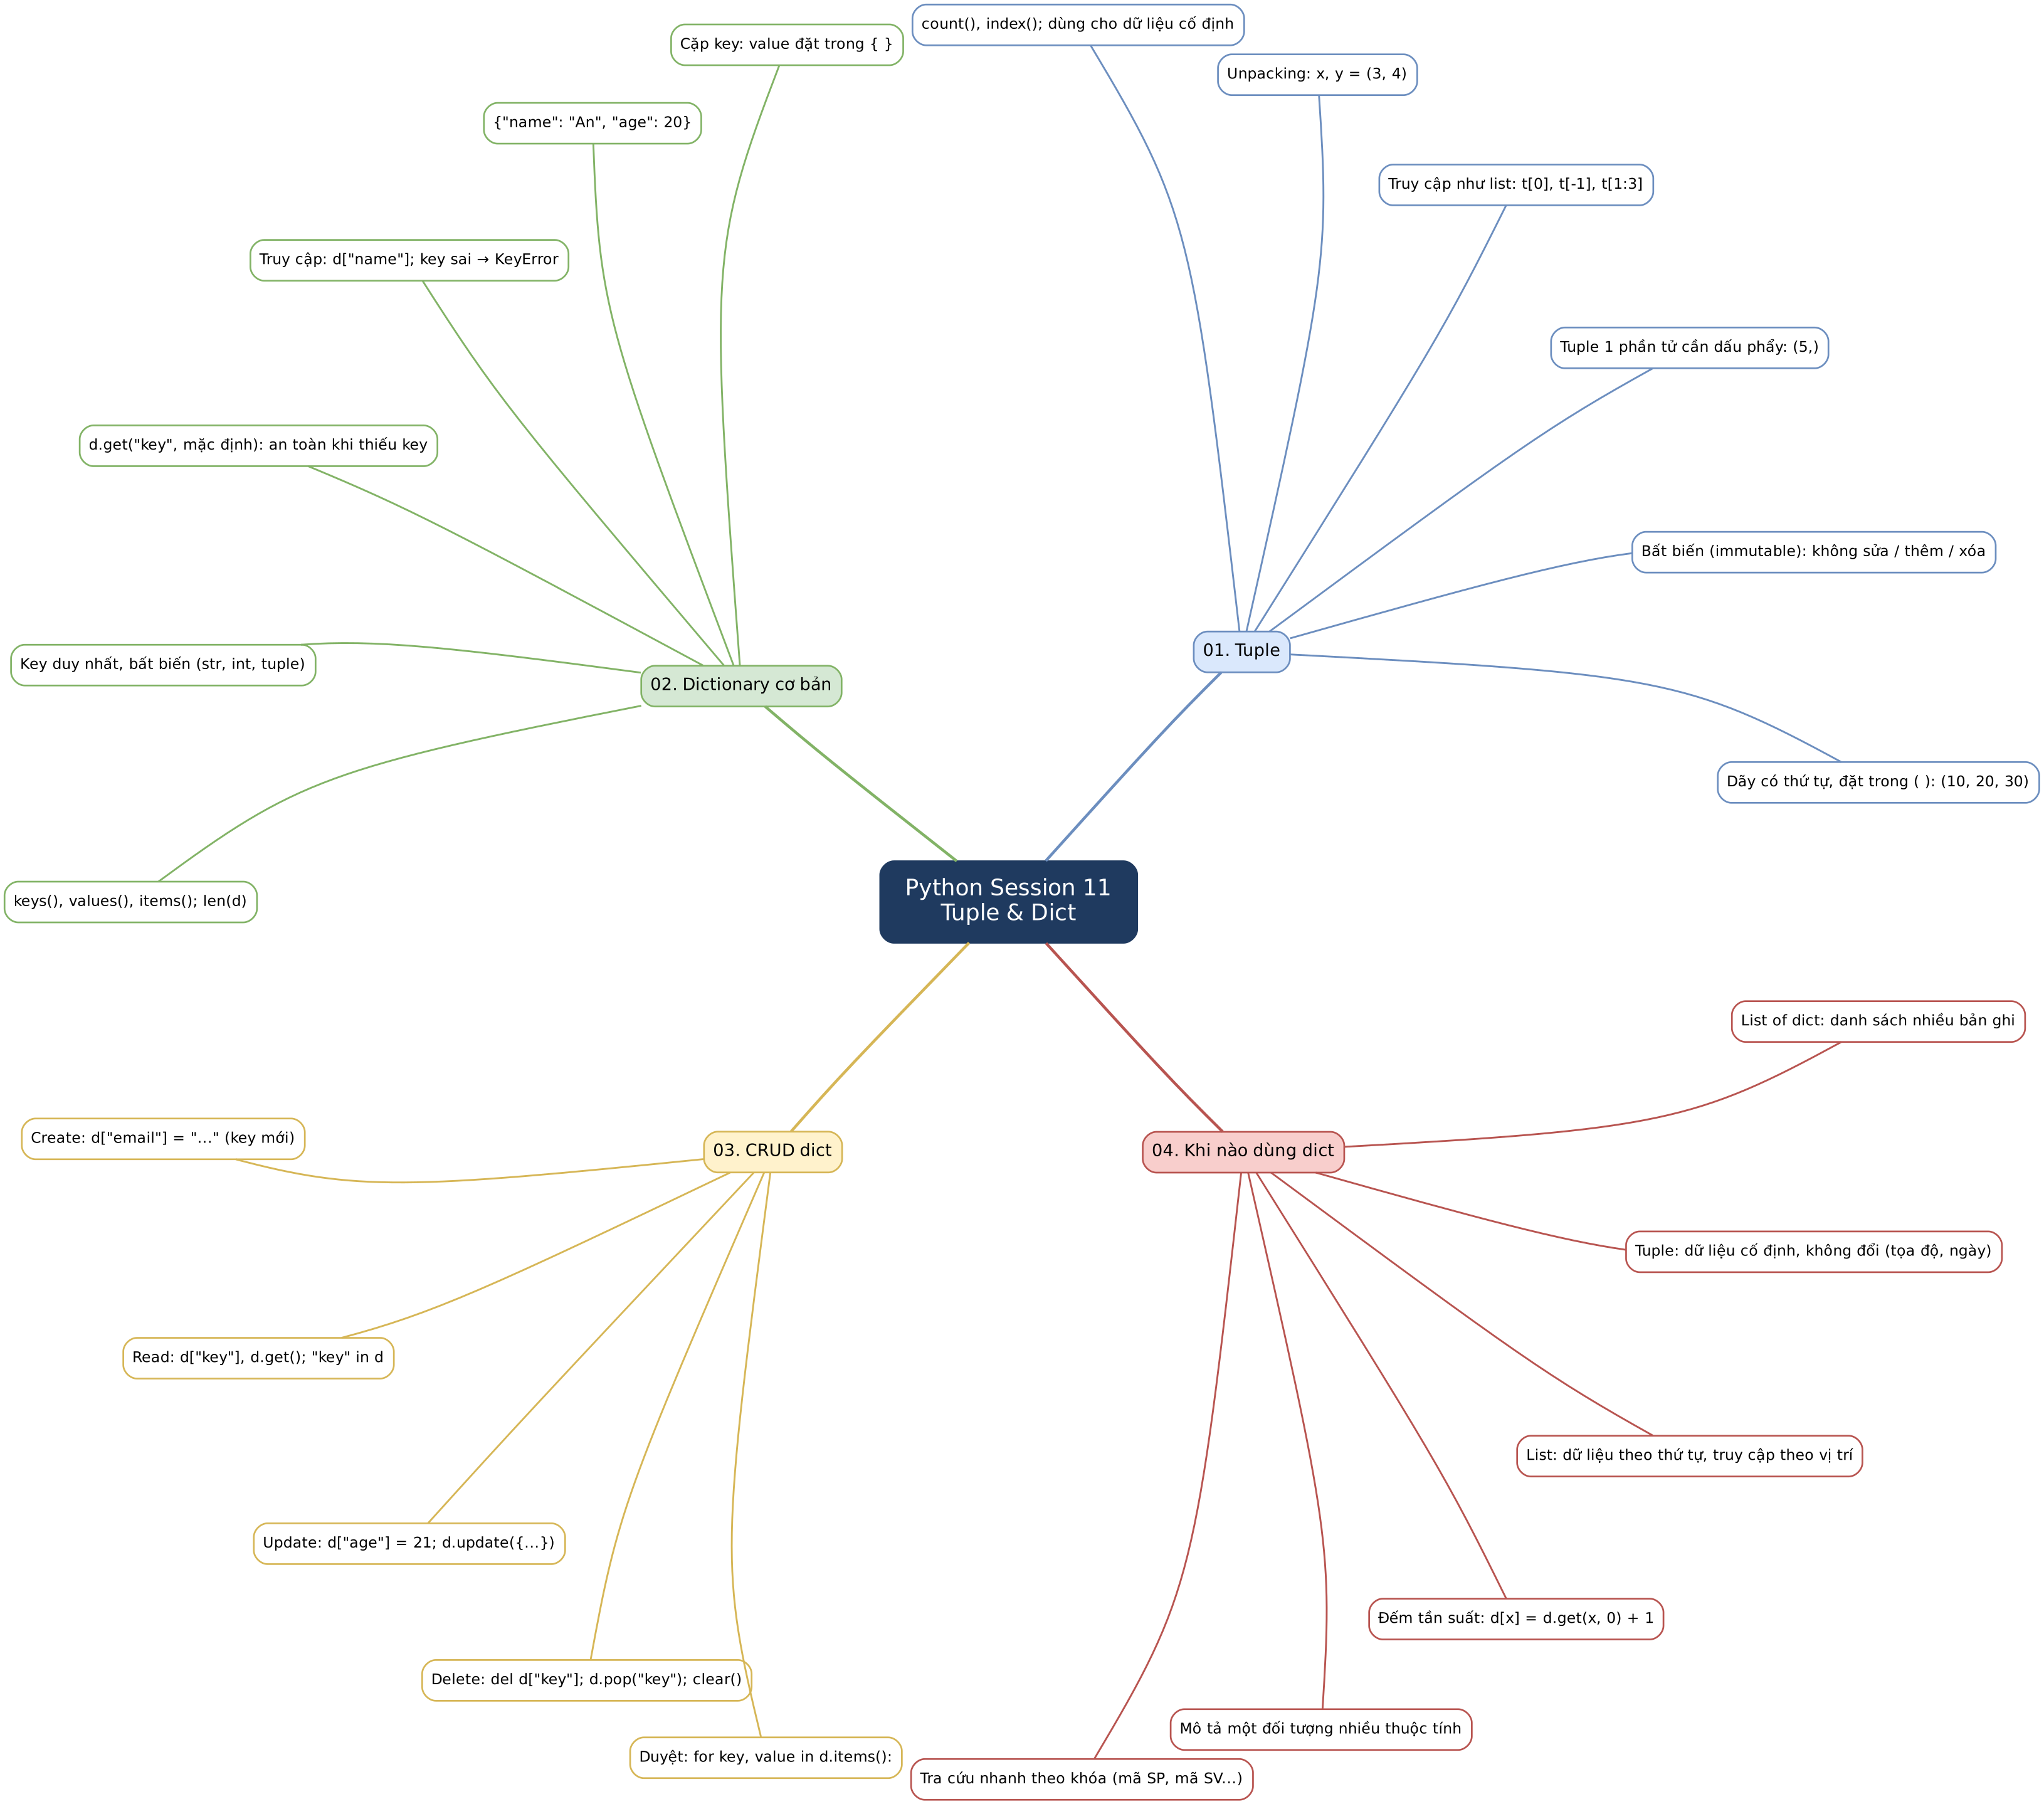 Python Session 11
Tuple & Dict
01. Tuple
Dãy có thứ tự, đặt trong ( ): (10, 20, 30)
Bất biến (immutable): không sửa / thêm / xóa
Tuple 1 phần tử cần dấu phẩy: (5,)
Truy cập như list: t[0], t[-1], t[1:3]
Unpacking: x, y = (3, 4)
count(), index(); dùng cho dữ liệu cố định
02. Dictionary cơ bản
Cặp key: value đặt trong { }
{"name": "An", "age": 20}
Truy cập: d["name"]; key sai → KeyError
d.get("key", mặc định): an toàn khi thiếu key
Key duy nhất, bất biến (str, int, tuple)
keys(), values(), items(); len(d)
03. CRUD dict
Create: d["email"] = "..." (key mới)
Read: d["key"], d.get(); "key" in d
Update: d["age"] = 21; d.update({...})
Delete: del d["key"]; d.pop("key"); clear()
Duyệt: for key, value in d.items():
04. Khi nào dùng dict
Tra cứu nhanh theo khóa (mã SP, mã SV...)
Mô tả một đối tượng nhiều thuộc tính
Đếm tần suất: d[x] = d.get(x, 0) + 1
List: dữ liệu theo thứ tự, truy cập theo vị trí
Tuple: dữ liệu cố định, không đổi (tọa độ, ngày)
List of dict: danh sách nhiều bản ghi